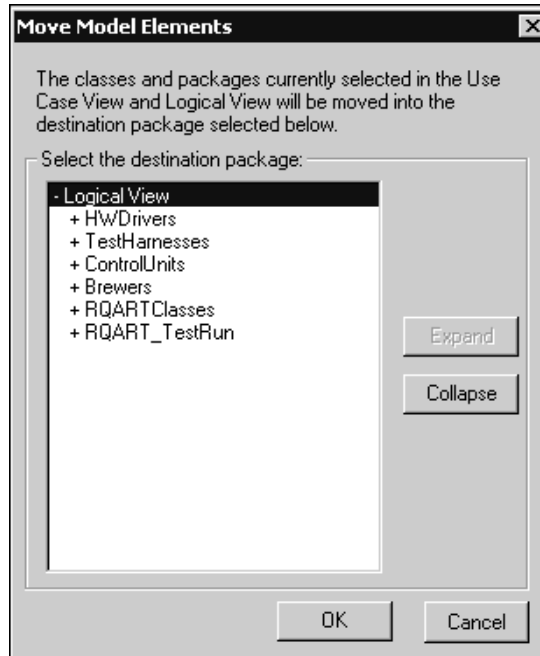 Move Model Elements
The classes and packages currently selected in the Use
Case View and Logical View will be moved into the
destination package selected below.
Select the destination package:
- Logical View
+ HWDrivers
+ TestHarnesses
+ ControlUnits
+ Brewers
+ RQARTClasses
+ RQART_TestRun
Expand
Collapse
OK
Cancel